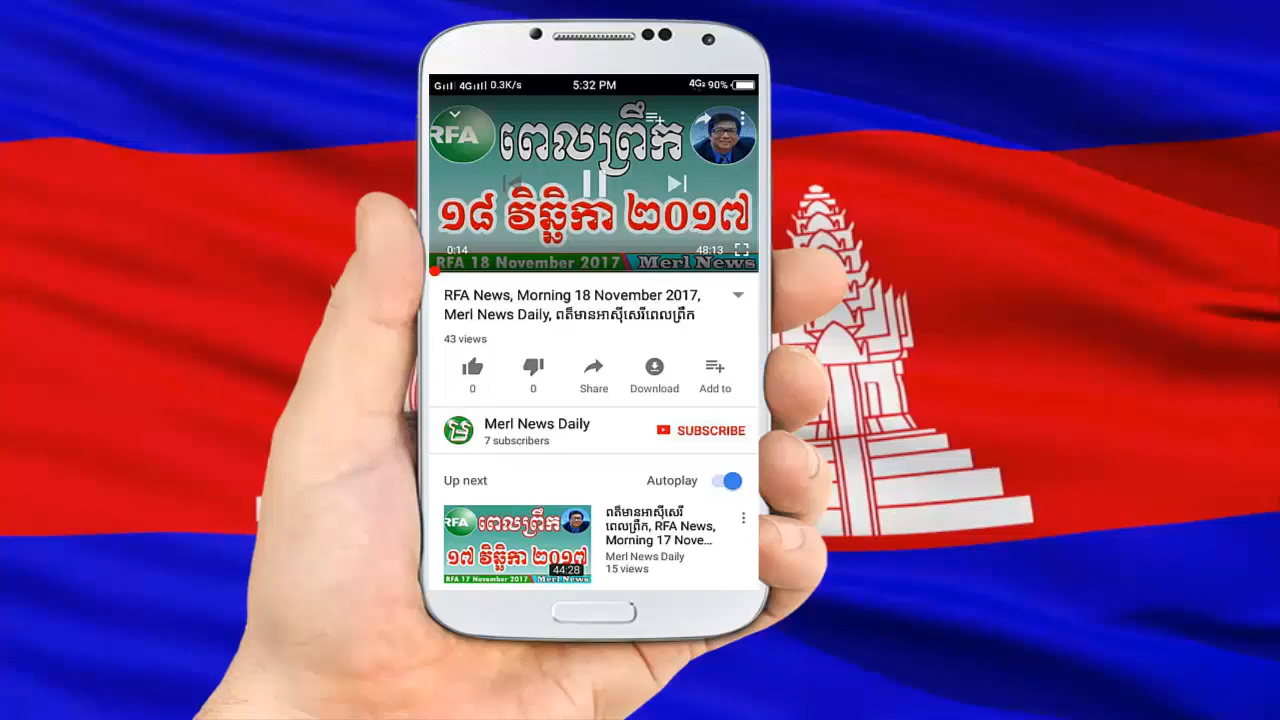 4G 0.3K/s 5:32 PM 4G 90%
RFA ពេលព្រឹក
១៨ វិច្ឆិកា ២០១៧
0:14 48:13
RFA 18 November 2017 Merl News
RFA News, Morning 18 November 2017,
Merl News Daily, ពត៌មានអាស៊ីសេរីពេលព្រឹក
43 views
0 0 Share Download Add to
Merl News Daily
7 subscribers
SUBSCRIBE
Up next Autoplay
RFA ពេលព្រឹក
១៧ វិច្ឆិកា ២០១៧
44:28
RFA 17 November 2017 Merl News
ពត៌មានអាស៊ីសេរី
ពេលព្រឹក, RFA News,
Morning 17 Nove...
Merl News Daily
15 views